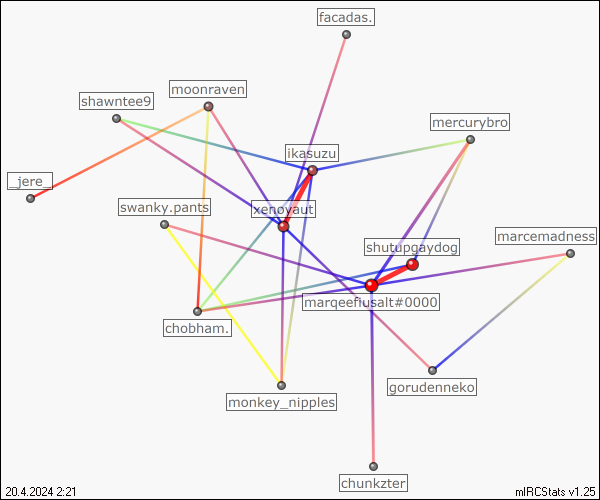 facadas.
moonraven
shawntee9
mercurybro
ikasuzu
_jere_
swanky.pants
xenoyaut
marcemadness
shutupgaydog
marqeefiusalt#0000
chobham.
gorudenneko
monkey_nipples
chunkzter
20.4.2024 2:21
mIRCStats v1.25